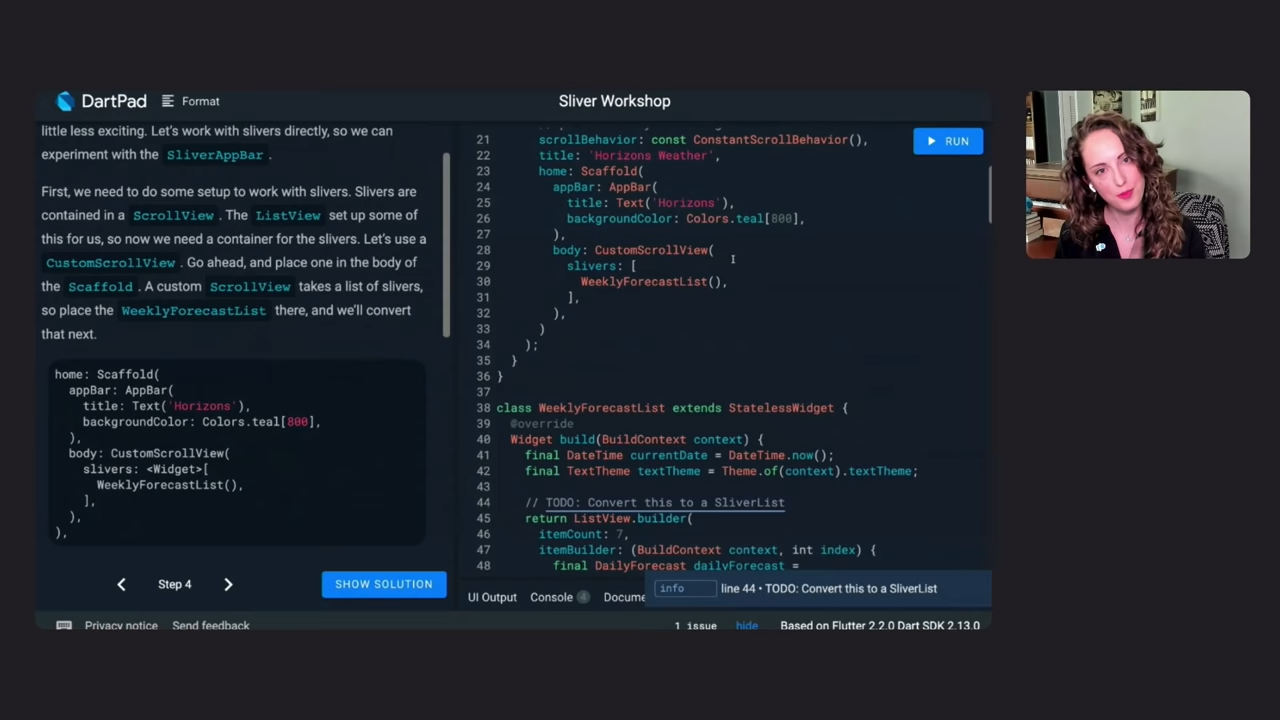 DartPad
Format
Sliver Workshop
little less exciting. Let's work with slivers directly, so we can
experiment with the SliverAppBar .
First, we need to do some setup to work with slivers. Slivers are
contained in a ScrollView . The ListView set up some of
this for us, so now we need a container for the slivers. Let's use a
CustomScrollView . Go ahead, and place one in the body of
the Scaffold . A custom ScrollView takes a list of slivers,
so place the WeeklyForecastList there, and we'll convert
that next.
home: Scaffold(
appBar: AppBar(
title: Text('Horizons'),
backgroundColor: Colors.teal[800],
),
body: CustomScrollView(
slivers: <Widget>[
WeeklyForecastList(),
],
),
),
Step 4
SHOW SOLUTION
Privacy notice
Send feedback
RUN
21 scrollBehavior: const ConstantScrollBehavior(),
22 title: 'Horizons Weather',
23 home: Scaffold(
24 appBar: AppBar(
25 title: Text('Horizons'),
26 backgroundColor: Colors.teal[800],
27 ),
28 body: CustomScrollView(
29 slivers: [
30 WeeklyForecastList(),
31 ],
32 ),
33 )
34 );
35 }
36 }
37
38 class WeeklyForecastList extends StatelessWidget {
39 @override
40 Widget build(BuildContext context) {
41 final DateTime currentDate = DateTime.now();
42 final TextTheme textTheme = Theme.of(context).textTheme;
43
44 // TODO: Convert this to a SliverList
45 return ListView.builder(
46 itemCount: 7,
47 itemBuilder: (BuildContext context, int index) {
48 final DailyForecast dailyForecast =
UI Output
Console 4
Docume
info line 44 • TODO: Convert this to a SliverList
1 issue
hide
Based on Flutter 2.2.0 Dart SDK 2.13.0